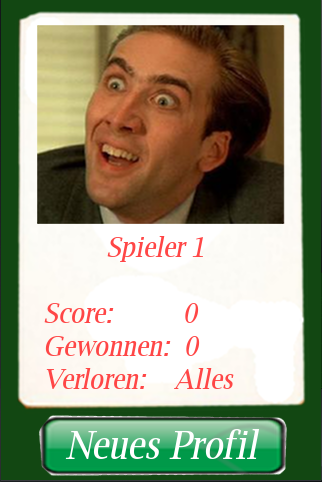 Spieler 1
Score: 0
Gewonnen: 0
Verloren: Alles
Neues Profil